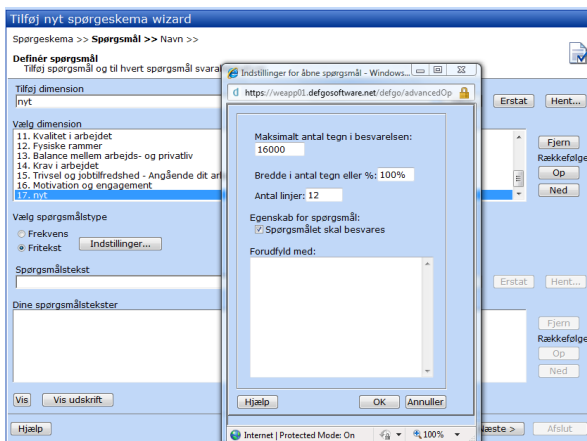 Tilføj nyt spørgeskema wizard
Spørgeskema >> Spørgsmål >> Navn >>
Definér spørgsmål
Tilføj spørgsmål og til hvert spørgsmål svaral
Tilføj dimension
nyt
Erstat
Hent...
Vælg dimension
11. Kvalitet i arbejdet
12. Fysiske rammer
13. Balance mellem arbejds- og privatliv
14. Krav i arbejdet
15. Trivsel og jobtilfredshed - Angående dit ar
16. Motivation og engagement
17. nyt
Fjern
Rækkefølge
Op
Ned
Vælg spørgsmålstype
Frekvens
Fritekst
Indstillinger...
Spørgsmålstekst
Erstat
Hent...
Dine spørgsmålstekster
Fjern
Rækkefølge
Op
Ned
Vis
Vis udskrift
Hjælp
Næste >
Afslut
Indstillinger for åbne spørgsmål - Windows...
https://weapp01.defgosoftware.net/defgo/advancedOp
Maksimalt antal tegn i besvarelsen:
16000
Bredde i antal tegn eller %: 100%
Antal linjer: 12
Egenskab for spørgsmål:
Spørgsmålet skal besvares
Forudfyld med:
Hjælp
OK
Annuller
Internet | Protected Mode: On
100%